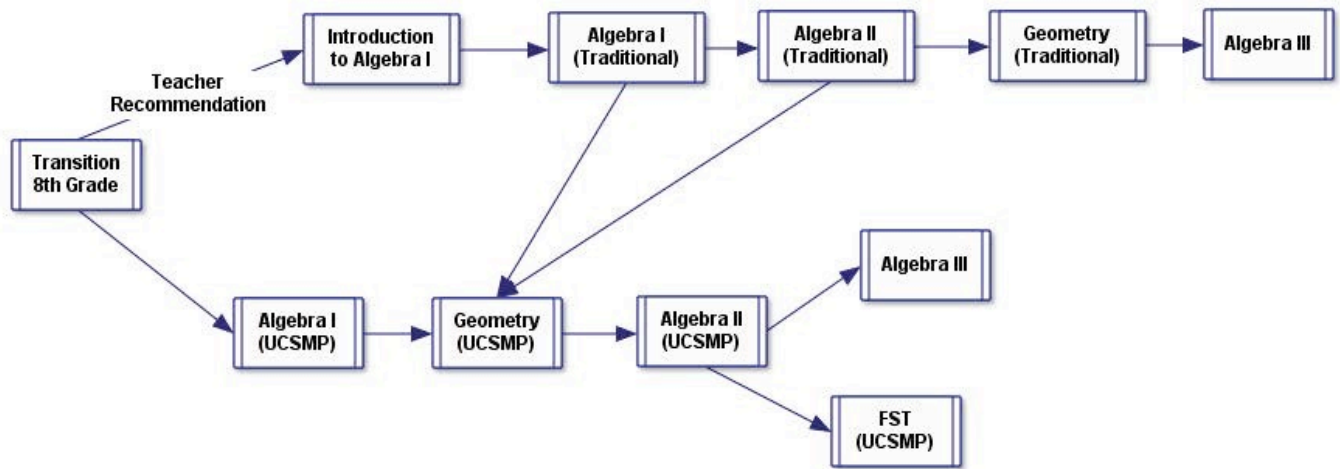 Introduction
to Algebra I
Algebra I
(Traditional)
Algebra II
(Traditional)
Geometry
(Traditional)
Algebra III
Teacher
Recommendation
Transition
8th Grade
Algebra I
(UCSMP)
Geometry
(UCSMP)
Algebra II
(UCSMP)
Algebra III
FST
(UCSMP)